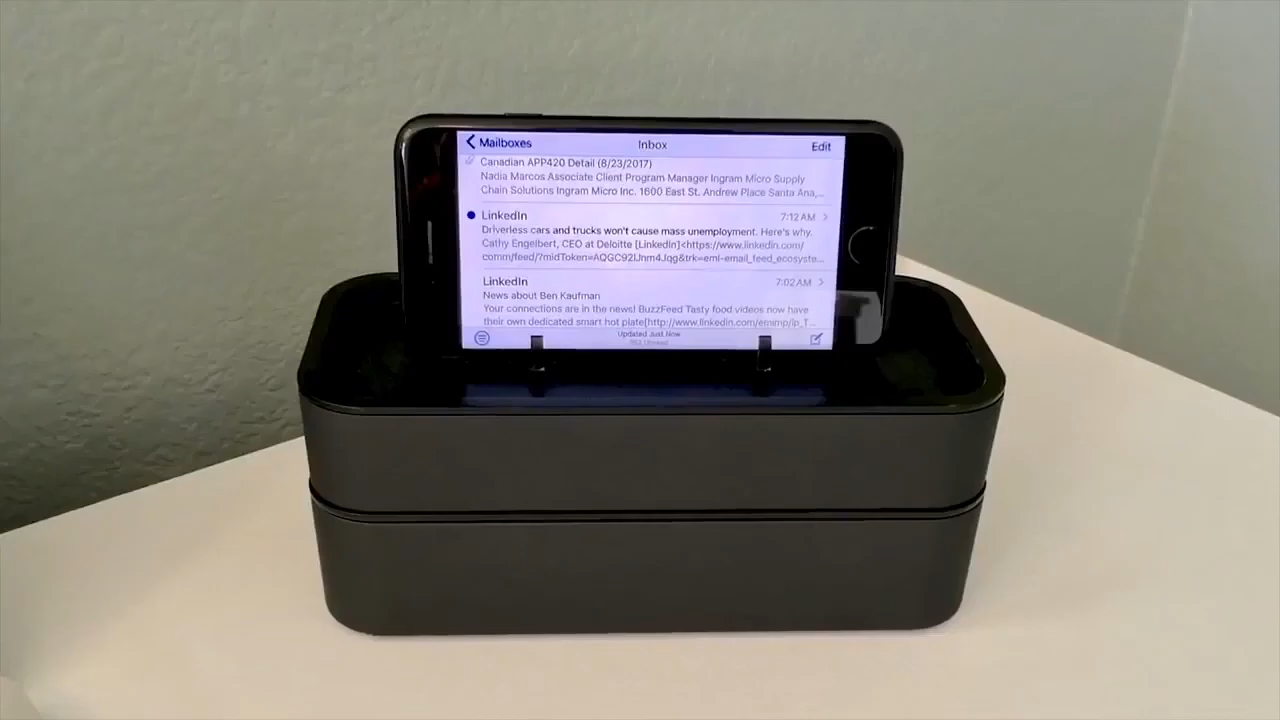 Mailboxes
Inbox
Edit
Canadian APP420 Detail (8/23/2017)
Nadia Marcos Associate Client Program Manager Ingram Micro Supply
Chain Solutions Ingram Micro Inc. 1600 East St. Andrew Place Santa Ana,...
LinkedIn 7:12 AM
Driverless cars and trucks won't cause mass unemployment. Here's why.
Cathy Engelbert, CEO at Deloitte [LinkedIn]<https://www.linkedin.com/
comm/feed/?midToken=AQGC92IJnm4Jqg&trk=eml-email_feed_ecosyste...
LinkedIn 7:02 AM
News about Ben Kaufman
Your connections are in the news! BuzzFeed Tasty food videos now have
their own dedicated smart hot plate[http://www.linkedin.com/emimp/ip_T...
Updated Just Now